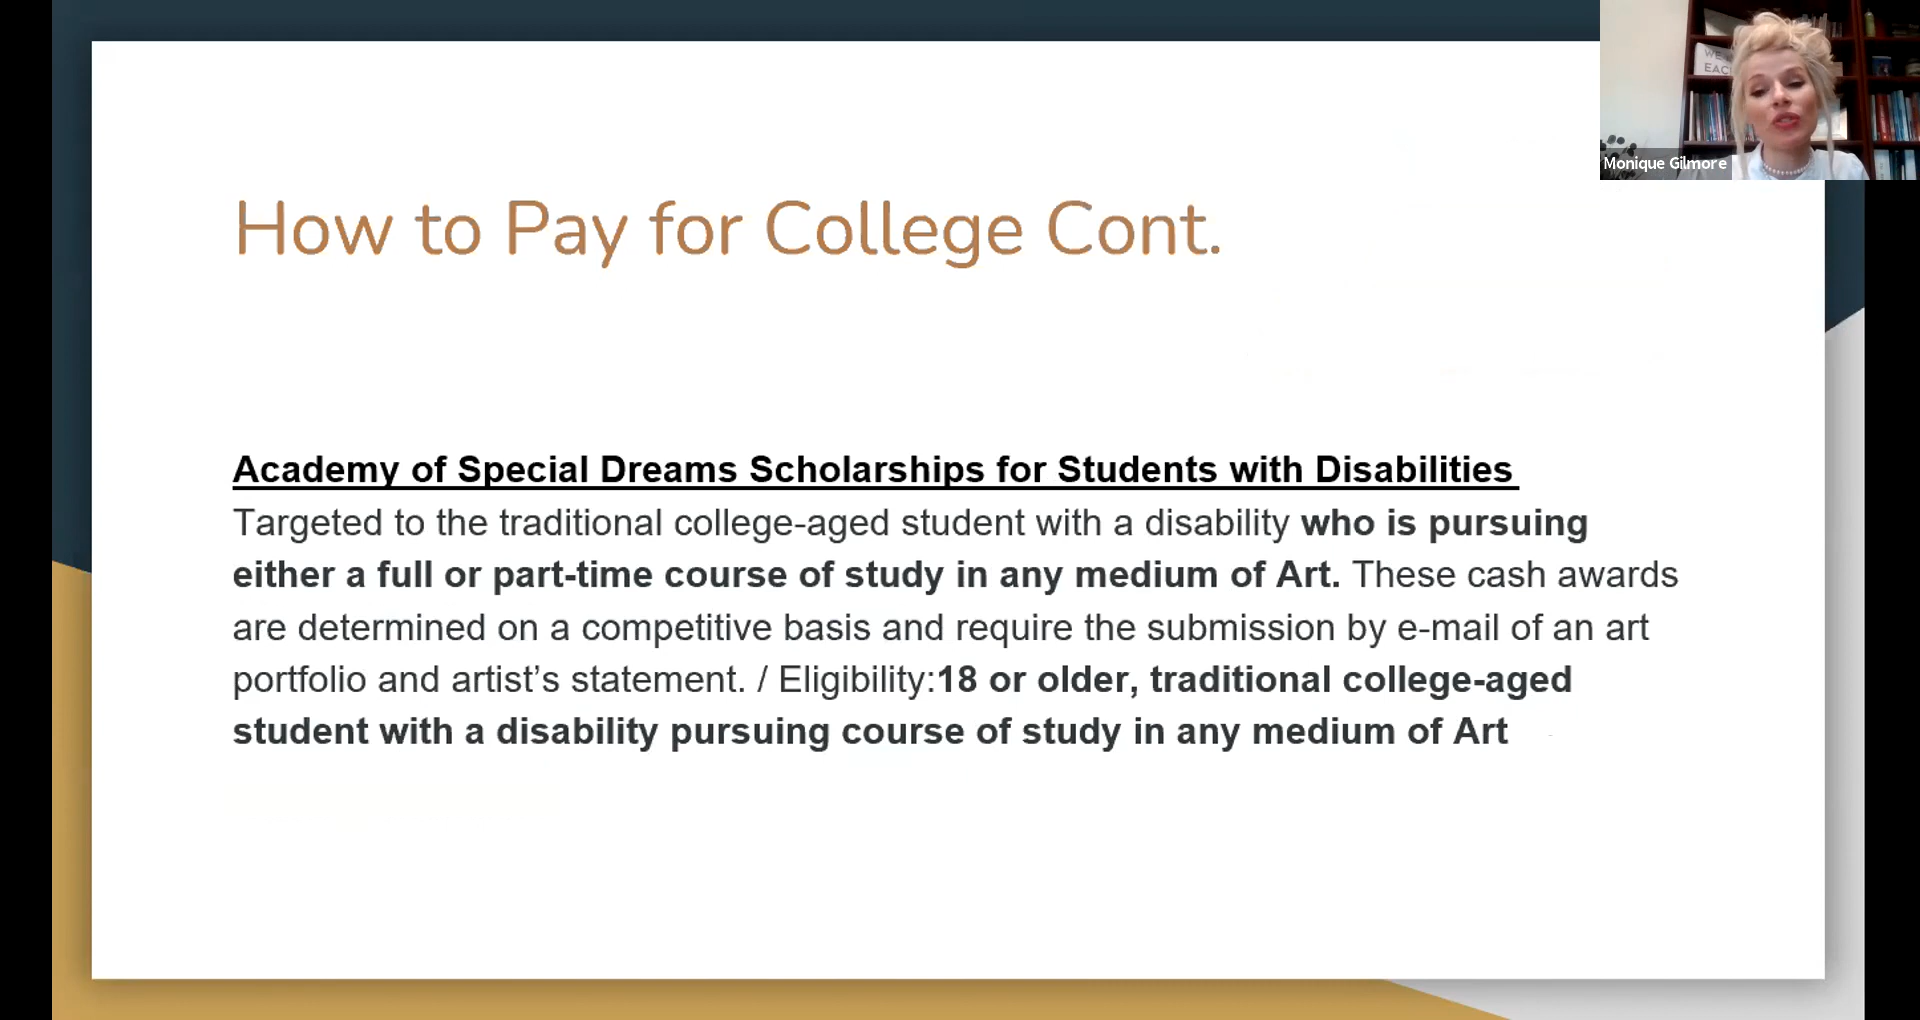 How to Pay for College Cont.
Academy of Special Dreams Scholarships for Students with Disabilities
Targeted to the traditional college-aged student with a disability who is pursuing
either a full or part-time course of study in any medium of Art. These cash awards
are determined on a competitive basis and require the submission by e-mail of an art
portfolio and artist’s statement. / Eligibility:18 or older, traditional college-aged
student with a disability pursuing course of study in any medium of Art
WE
EAC
Monique Gilmore